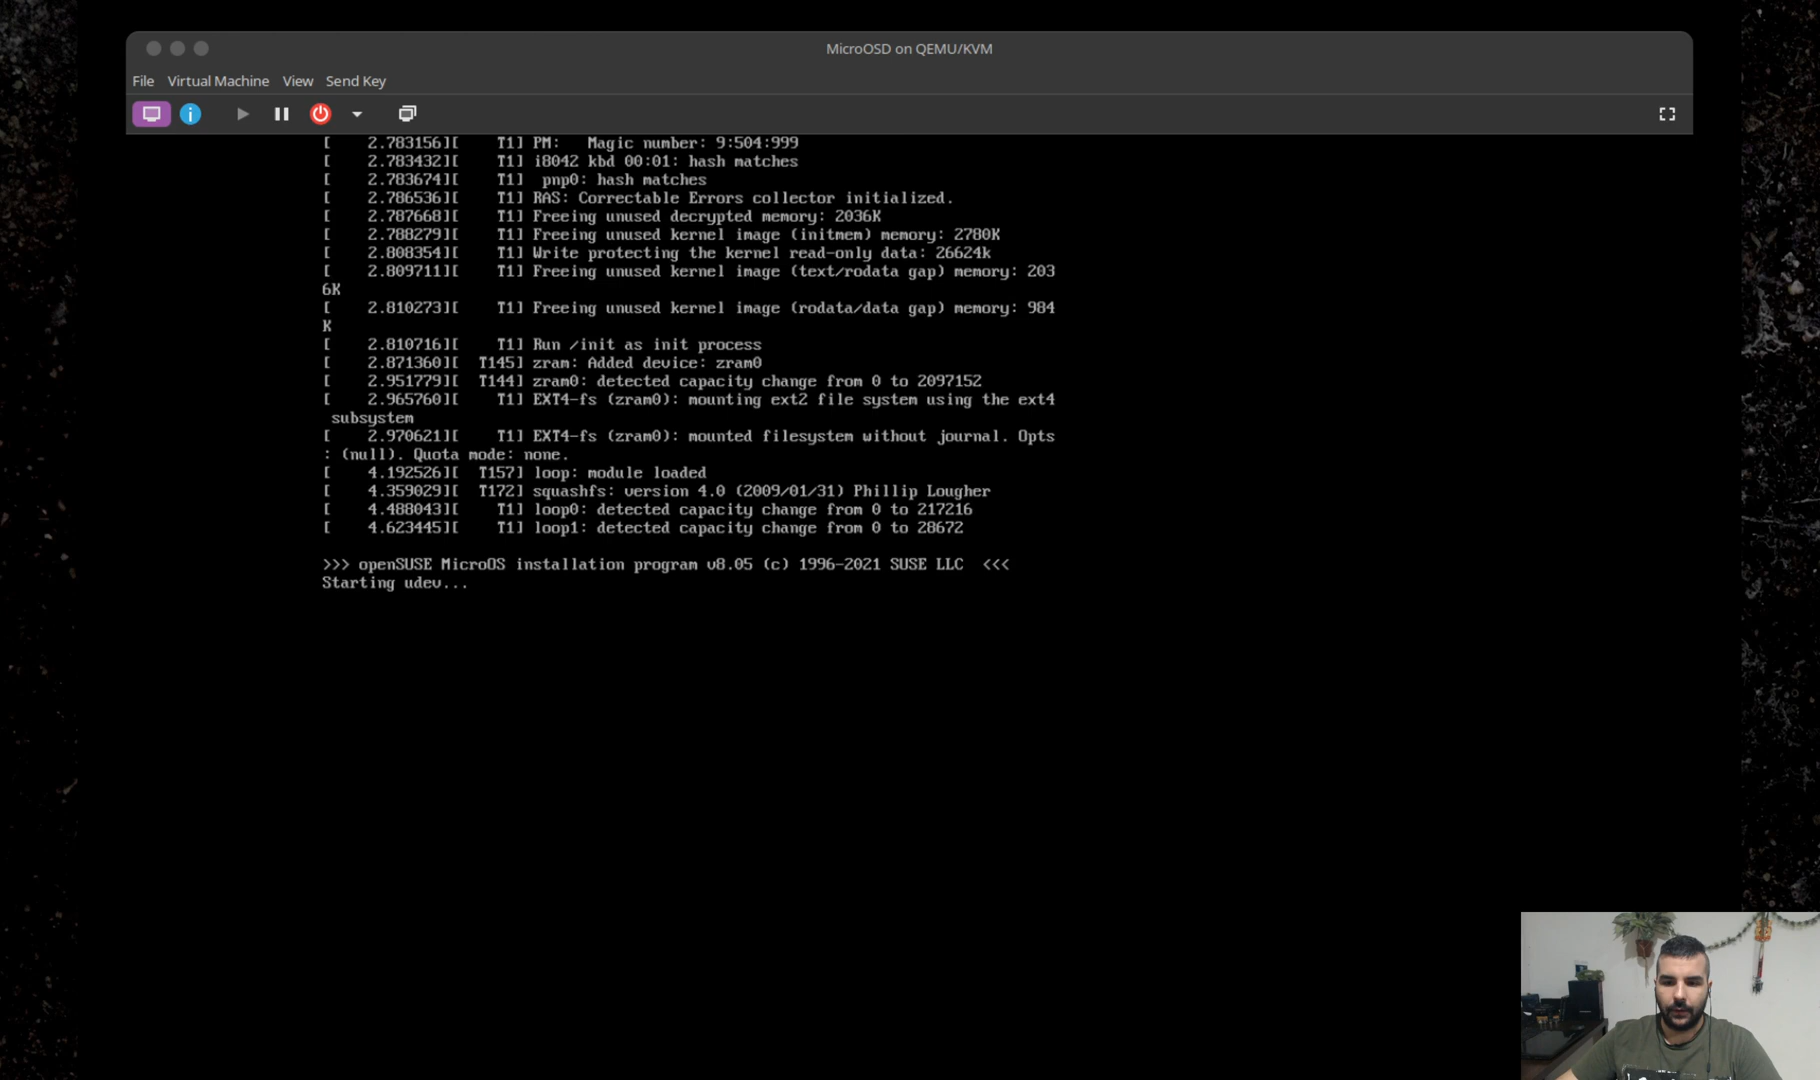 MicroOSD on QEMU/KVM
File Virtual Machine View Send Key
[    2.783156][    T1] PM:   Magic number: 9:504:999
[    2.783432][    T1] i8042 kbd 00:01: hash matches
[    2.783674][    T1]  pnp0: hash matches
[    2.786536][    T1] RAS: Correctable Errors collector initialized.
[    2.787668][    T1] Freeing unused decrypted memory: 2036K
[    2.788279][    T1] Freeing unused kernel image (initmem) memory: 2780K
[    2.808354][    T1] Write protecting the kernel read-only data: 26624k
[    2.809711][    T1] Freeing unused kernel image (text/rodata gap) memory: 203
6K
[    2.810273][    T1] Freeing unused kernel image (rodata/data gap) memory: 984
K
[    2.810716][    T1] Run /init as init process
[    2.871360][  T145] zram: Added device: zram0
[    2.951779][  T144] zram0: detected capacity change from 0 to 2097152
[    2.965760][    T1] EXT4-fs (zram0): mounting ext2 file system using the ext4
 subsystem
[    2.970621][    T1] EXT4-fs (zram0): mounted filesystem without journal. Opts
: (null). Quota mode: none.
[    4.192526][  T157] loop: module loaded
[    4.359029][  T172] squashfs: version 4.0 (2009/01/31) Phillip Lougher
[    4.488043][    T1] loop0: detected capacity change from 0 to 217216
[    4.623445][    T1] loop1: detected capacity change from 0 to 28672
>>> openSUSE MicroOS installation program v8.05 (c) 1996-2021 SUSE LLC  <<<
Starting udev...